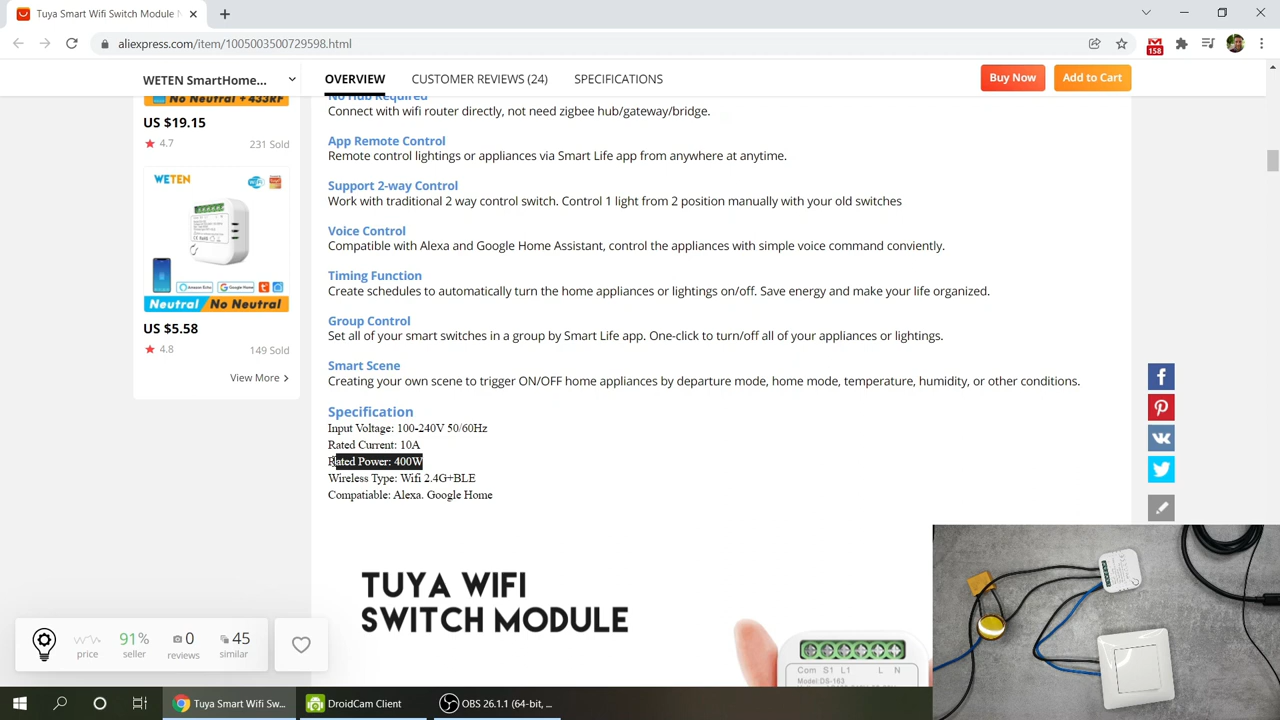 Tuya Smart Wifi Switch Module N
aliexpress.com/item/1005003500729598.html
158
WETEN SmartHome...
OVERVIEW
CUSTOMER REVIEWS (24)
SPECIFICATIONS
Buy Now
Add to Cart
No Neutral + 433RF
US $19.15
4.7
231 Sold
WETEN
Neutral / No Neutral
US $5.58
4.8
149 Sold
View More
No Hub Required
Connect with wifi router directly, not need zigbee hub/gateway/bridge.
App Remote Control
Remote control lightings or appliances via Smart Life app from anywhere at anytime.
Support 2-way Control
Work with traditional 2 way control switch. Control 1 light from 2 position manually with your old switches
Voice Control
Compatible with Alexa and Google Home Assistant, control the appliances with simple voice command conviently.
Timing Function
Create schedules to automatically turn the home appliances or lightings on/off. Save energy and make your life organized.
Group Control
Set all of your smart switches in a group by Smart Life app. One-click to turn/off all of your appliances or lightings.
Smart Scene
Creating your own scene to trigger ON/OFF home appliances by departure mode, home mode, temperature, humidity, or other conditions.
Specification
Input Voltage: 100-240V 50/60Hz
Rated Current: 10A
Rated Power: 400W
Wireless Type: Wifi 2.4G+BLE
Compatiable: Alexa. Google Home
TUYA WIFI
SWITCH MODULE
Com S1 L1 L N
Model:DS-163
price
91%
seller
0
reviews
45
similar
Tuya Smart Wifi Sw...
DroidCam Client
OBS 26.1.1 (64-bit, ...